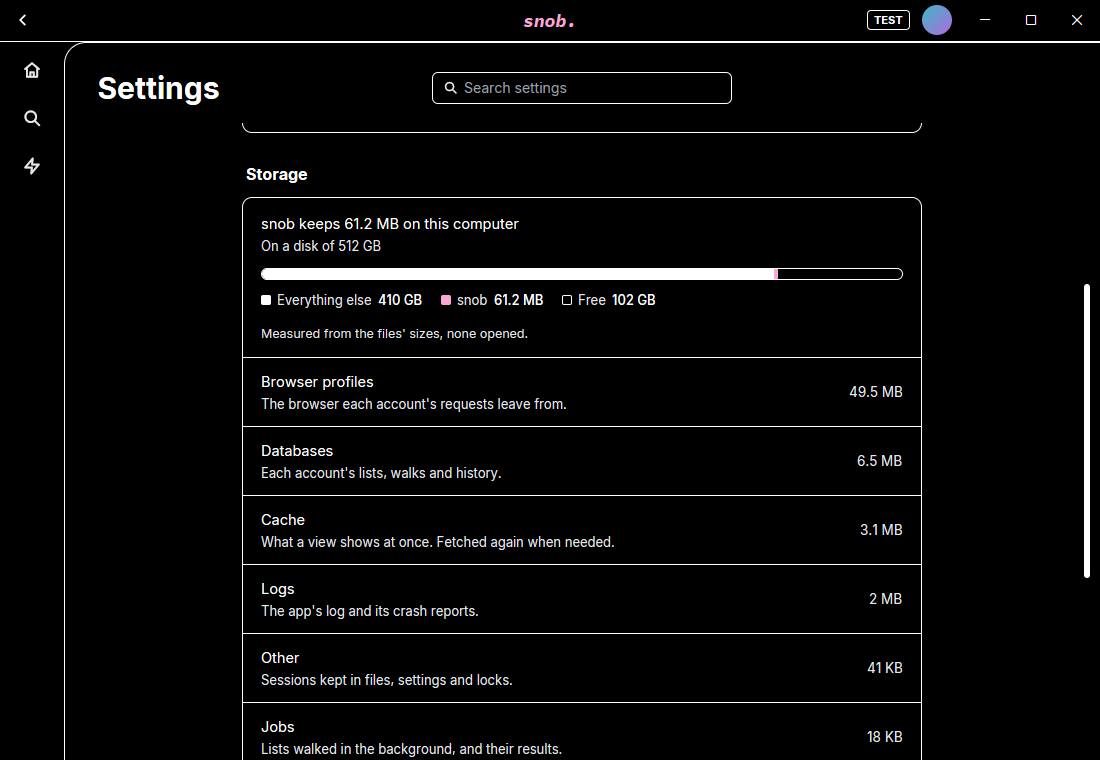 snob.
TEST
Settings
Search settings
Storage
snob keeps 61.2 MB on this computer
On a disk of 512 GB
Everything else 410 GB snob 61.2 MB Free 102 GB
Measured from the files' sizes, none opened.
Browser profiles
The browser each account's requests leave from.
49.5 MB
Databases
Each account's lists, walks and history.
6.5 MB
Cache
What a view shows at once. Fetched again when needed.
3.1 MB
Logs
The app's log and its crash reports.
2 MB
Other
Sessions kept in files, settings and locks.
41 KB
Jobs
Lists walked in the background, and their results.
18 KB